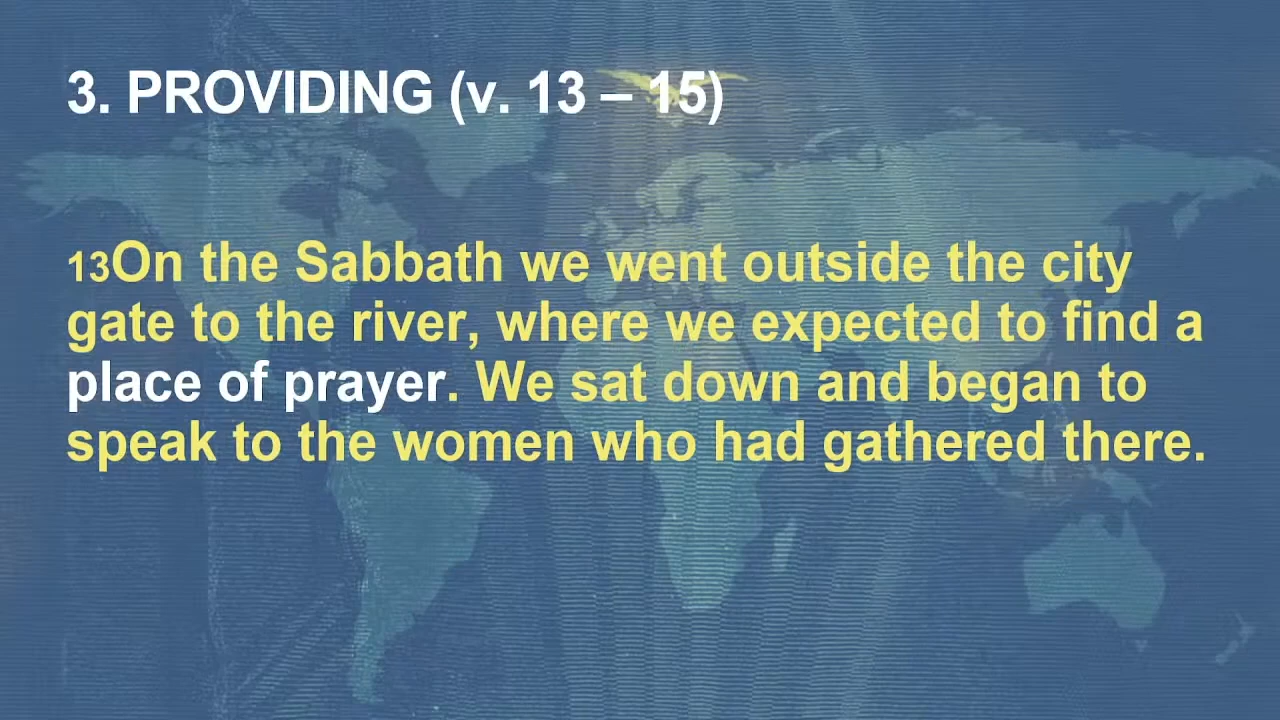 3. PROVIDING (v. 13 – 15)
13On the Sabbath we went outside the city
gate to the river, where we expected to find a
place of prayer. We sat down and began to
speak to the women who had gathered there.